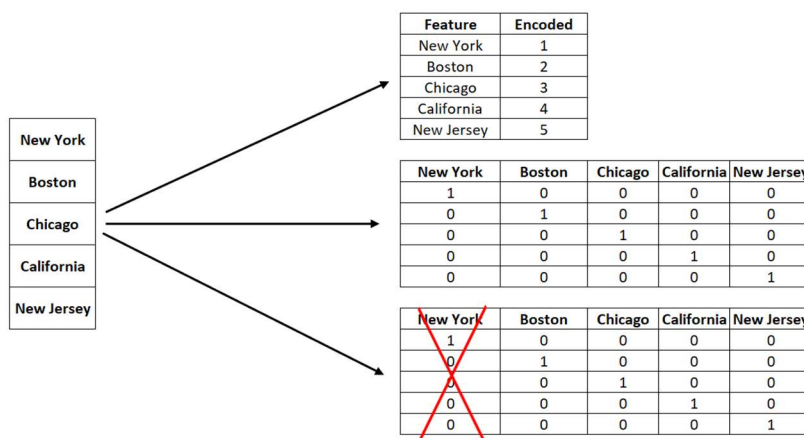 New York
Boston
Chicago
California
New Jersey
Feature Encoded
New York 1
Boston 2
Chicago 3
California 4
New Jersey 5
New York Boston Chicago California New Jersey
1 0 0 0 0
0 1 0 0 0
0 0 1 0 0
0 0 0 1 0
0 0 0 0 1
New York Boston Chicago California New Jersey
1 0 0 0 0
0 1 0 0 0
0 0 1 0 0
0 0 0 1 0
0 0 0 0 1